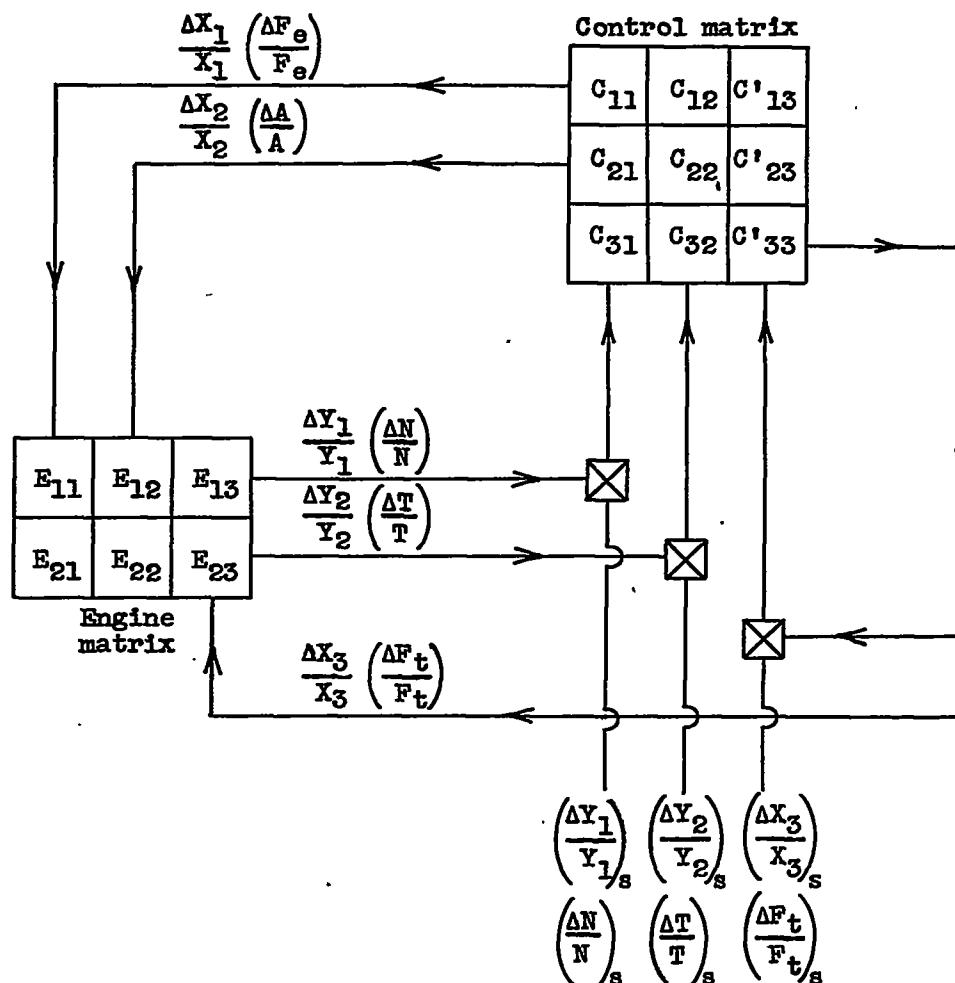 Control matrix
ΔX₁/X₁ (ΔFₑ/Fₑ)
ΔX₂/X₂ (ΔA/A)
C₁₁ C₁₂ C'₁₃
C₂₁ C₂₂ C'₂₃
C₃₁ C₃₂ C'₃₃
ΔY₁/Y₁ (ΔN/N)
E₁₁ E₁₂ E₁₃
ΔY₂/Y₂ (ΔT/T)
E₂₁ E₂₂ E₂₃
Engine
matrix
ΔX₃/X₃ (ΔFₜ/Fₜ)
(ΔY₁/Y₁)ₛ (ΔY₂/Y₂)ₛ (ΔX₃/X₃)ₛ
(ΔN/N)ₛ (ΔT/T)ₛ (ΔFₜ/Fₜ)ₛ